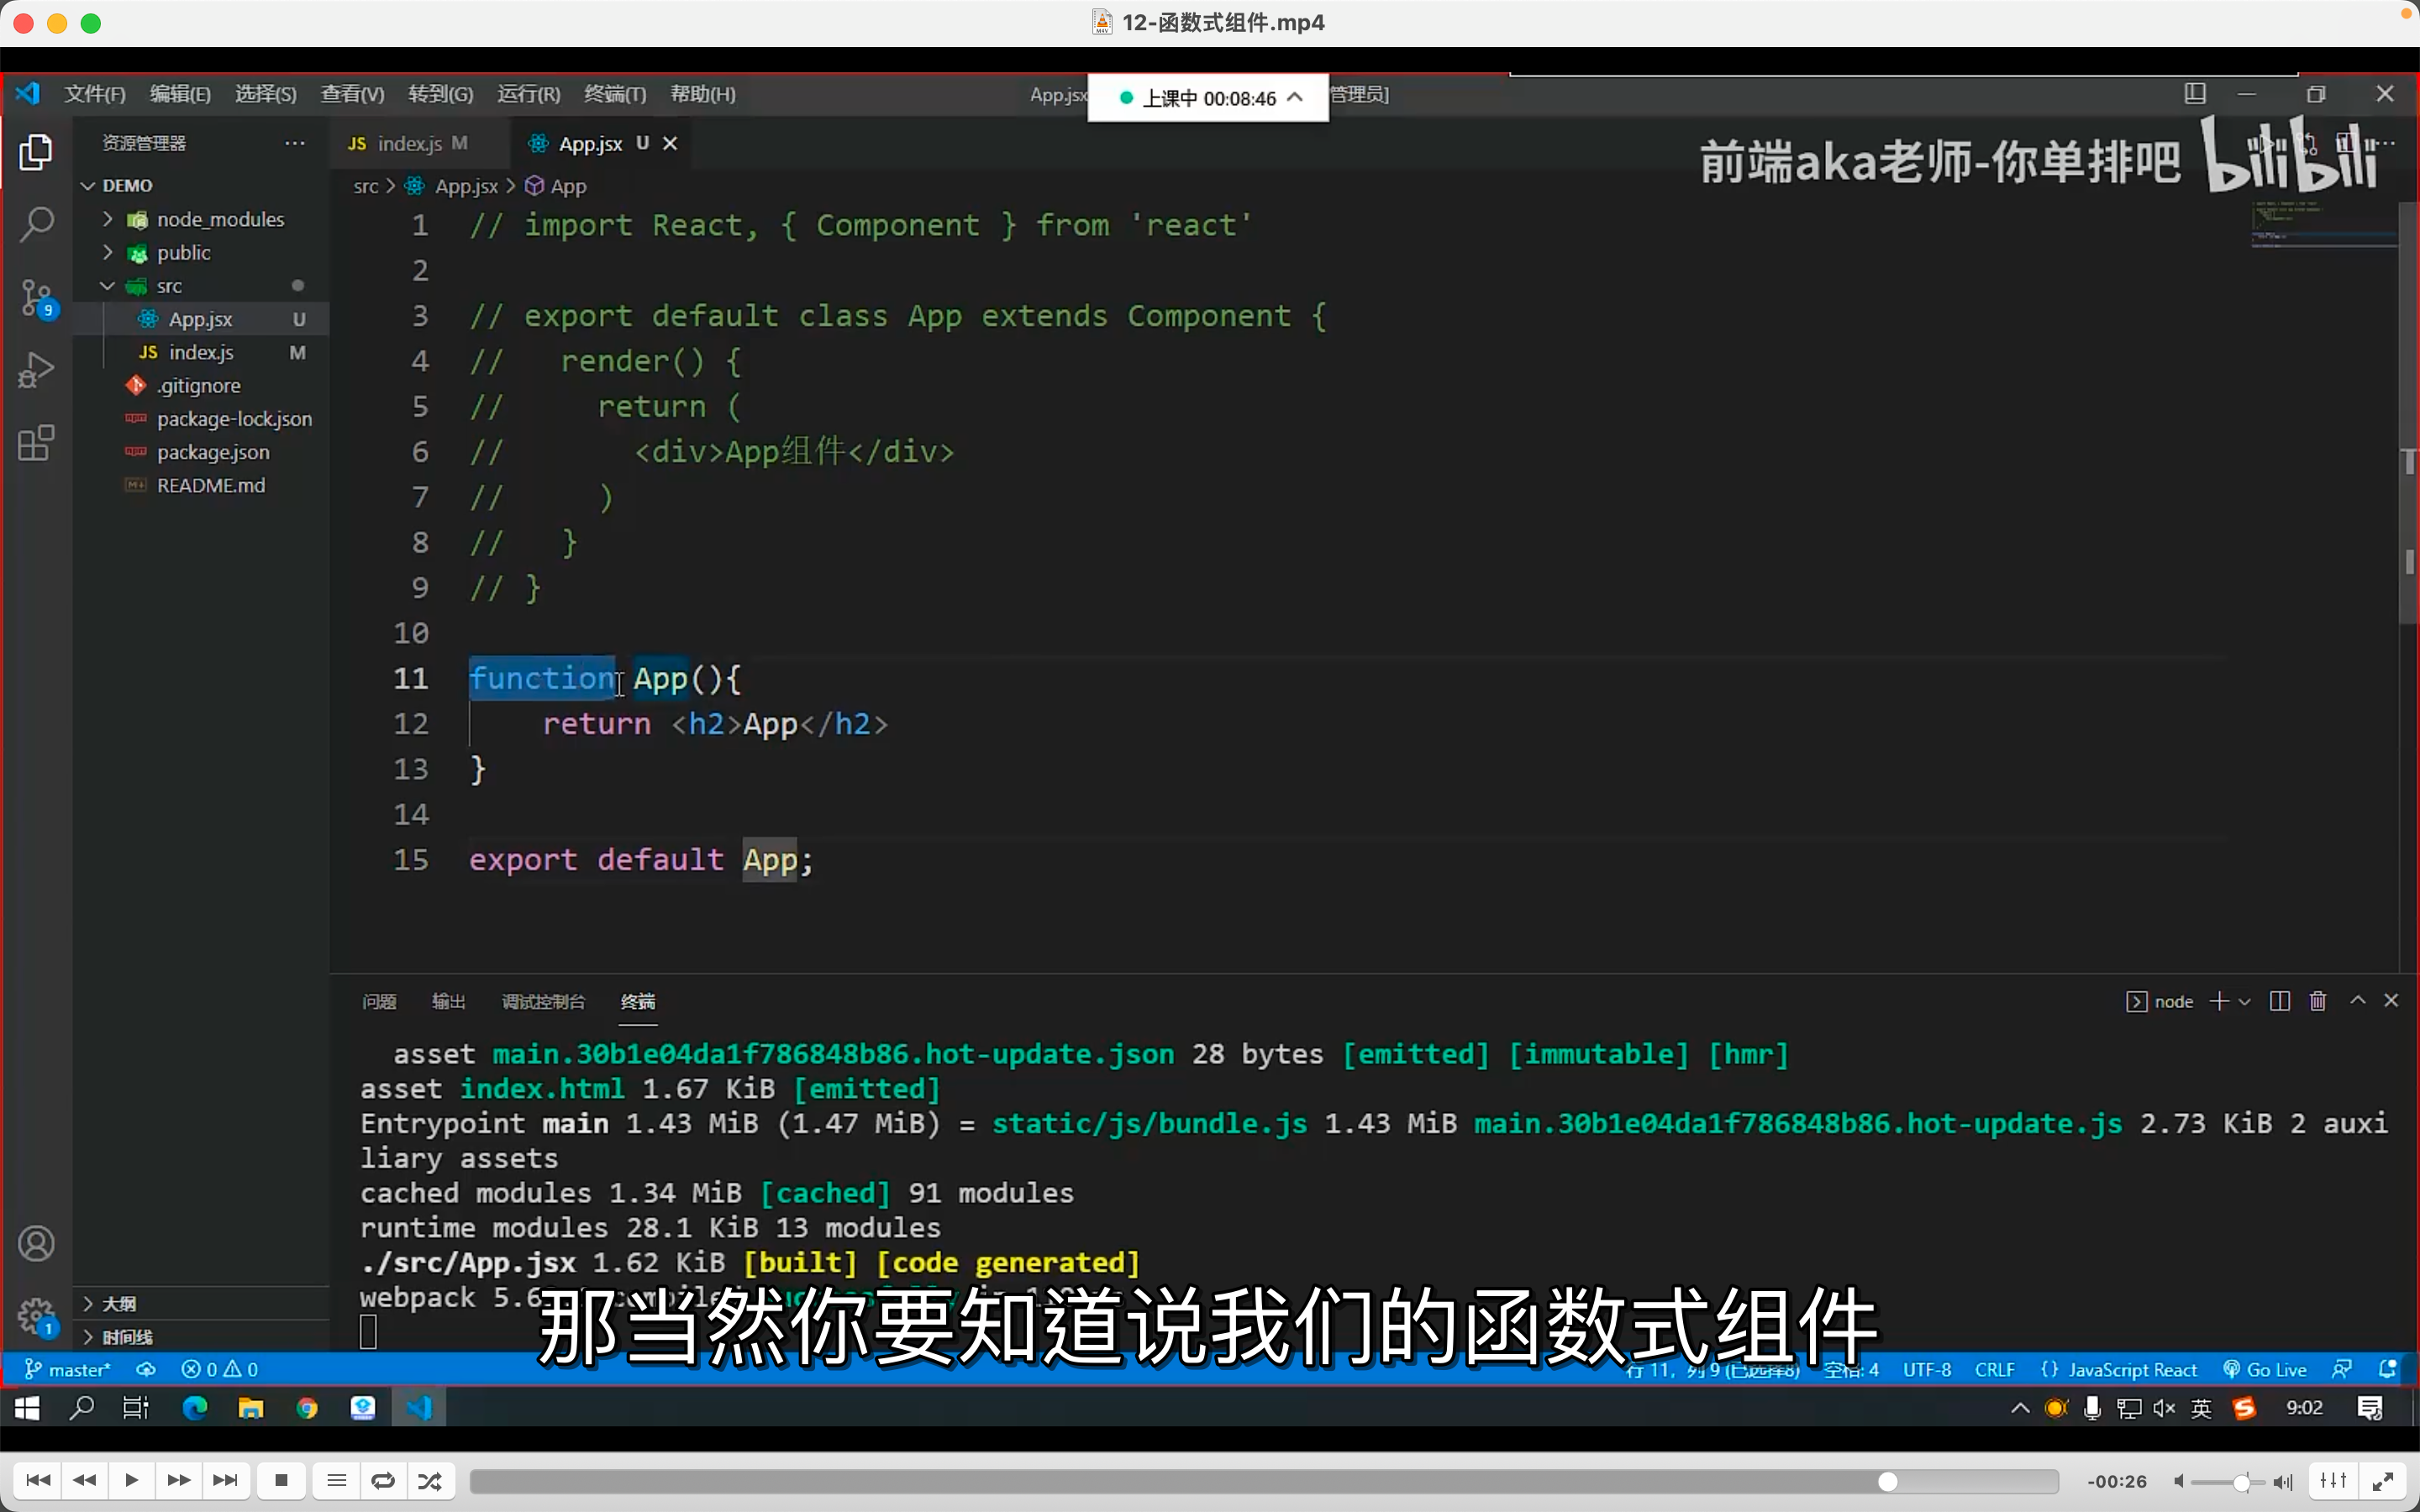 12-函数式组件.mp4
文件(F) 编辑(E) 选择(S) 查看(V) 转到(G) 运行(R) 终端(T) 帮助(H)
App.jsx
上课中 00:08:46
管理员]
资源管理器
JS index.js M
App.jsx U
前端aka老师-你单排吧 bilibili
DEMO
src > App.jsx > App
node_modules
public
src
App.jsx U
JS index.js M
.gitignore
package-lock.json
package.json
README.md
1 // import React, { Component } from 'react'
2
3 // export default class App extends Component {
4 //   render() {
5 //     return (
6 //       <div>App组件</div>
7 //     )
8 //   }
9 // }
10
11 function App(){
12     return <h2>App</h2>
13 }
14
15 export default App;
问题 输出 调试控制台 终端
node
asset main.30b1e04da1f786848b86.hot-update.json 28 bytes [emitted] [immutable] [hmr]
asset index.html 1.67 KiB [emitted]
Entrypoint main 1.43 MiB (1.47 MiB) = static/js/bundle.js 1.43 MiB main.30b1e04da1f786848b86.hot-update.js 2.73 KiB 2 auxi
liary assets
cached modules 1.34 MiB [cached] 91 modules
runtime modules 28.1 KiB 13 modules
./src/App.jsx 1.62 KiB [built] [code generated]
webpack 5.6
那当然你要知道说我们的函数式组件
大纲
时间线
9
1
master* 0 0
行 11，列 9 (已选择8) 空格: 4 UTF-8 CRLF {} JavaScript React Go Live
英 9:02
-00:26